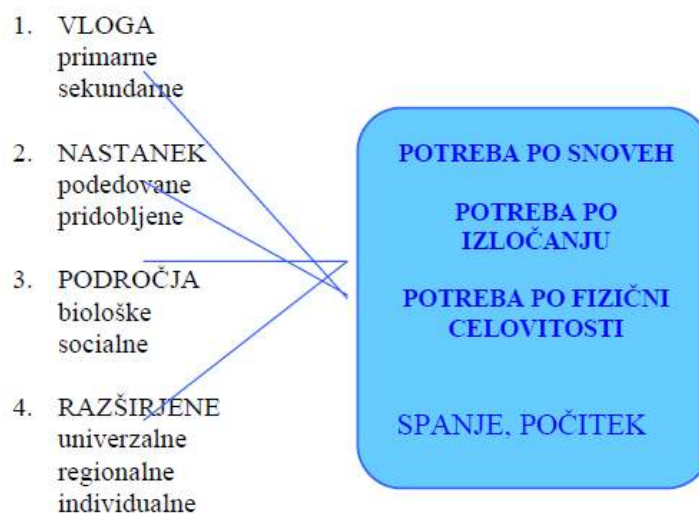 1. VLOGA
primarne
sekundarne
2. NASTANEK
podedovane
pridobljene
3. PODROČJA
biološke
socialne
4. RAZŠIRJENE
univerzalne
regionalne
individualne
POTREBA PO SNOVEH
POTREBA PO
IZLOČANJU
POTREBA PO FIZIČNI
CELOVITOSTI
SPANJE, POČITEK